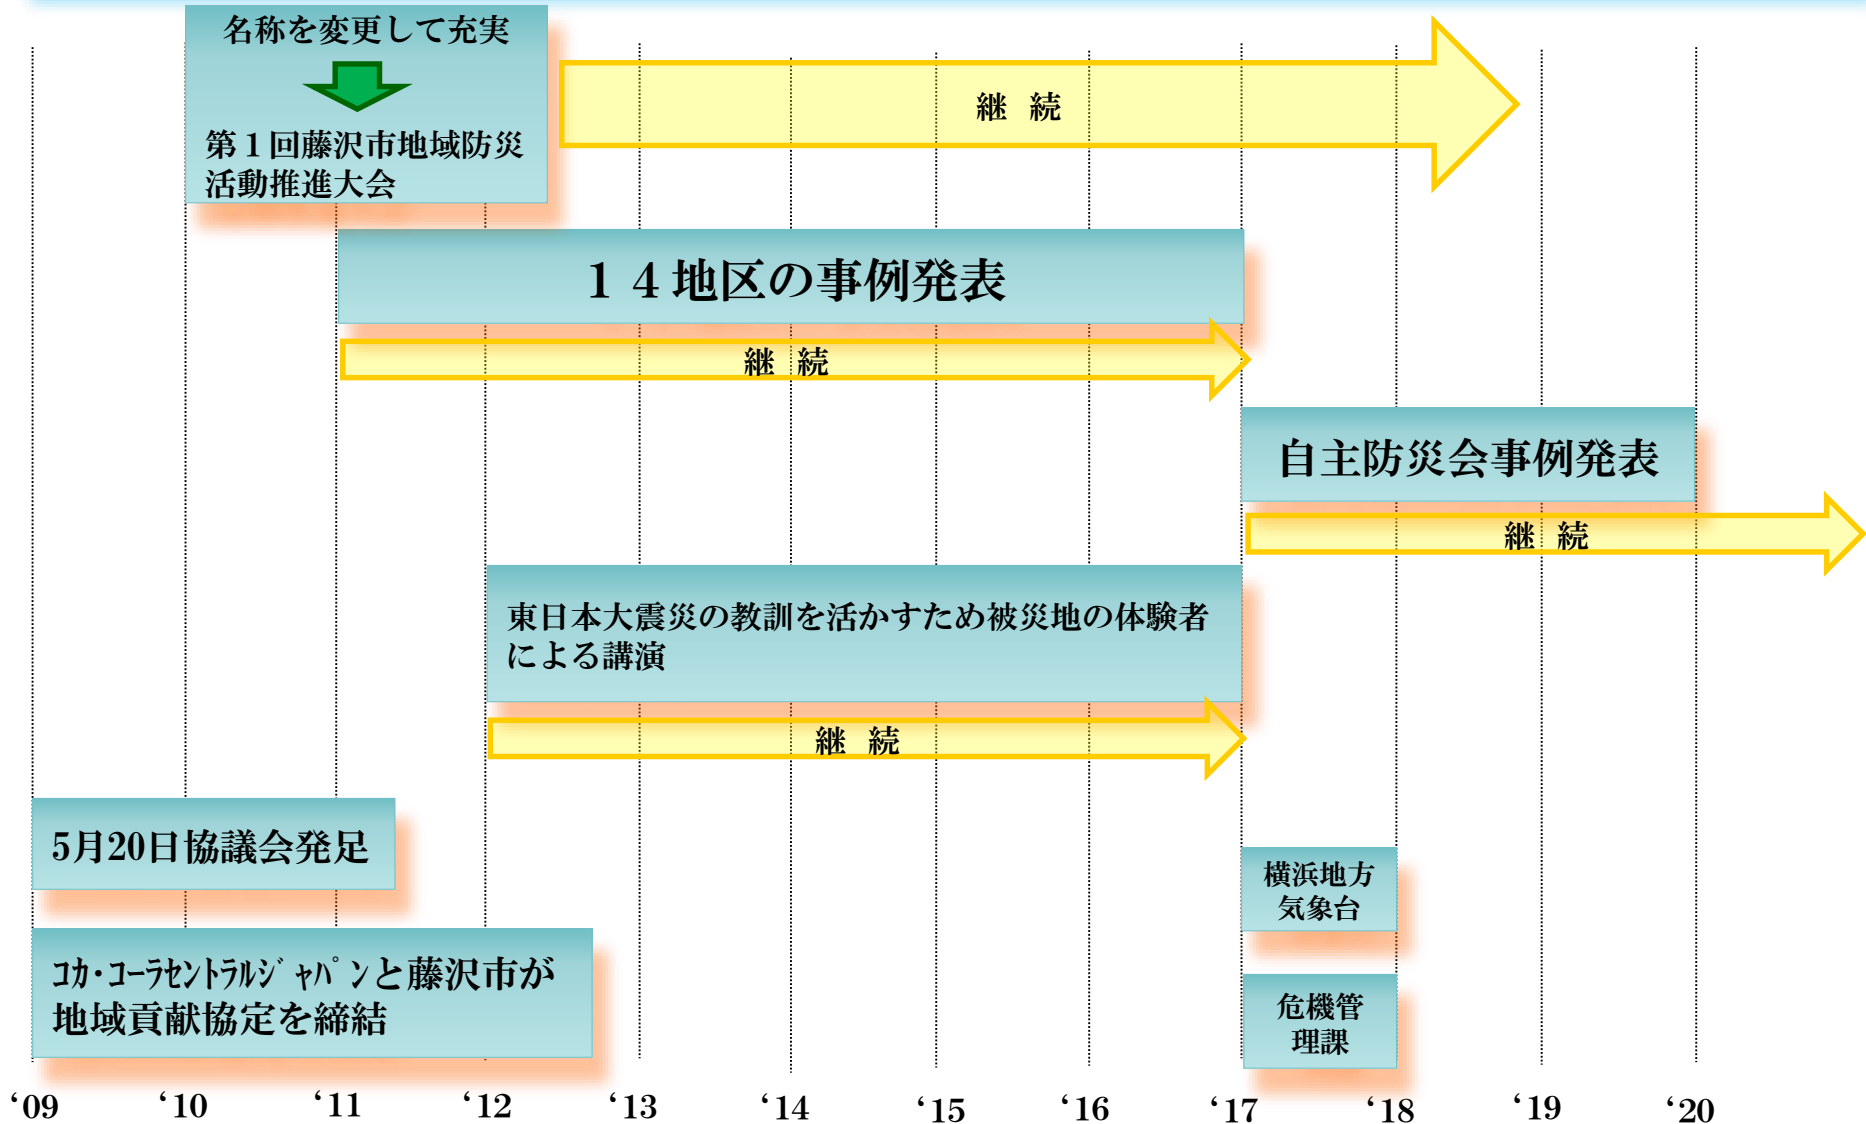 名称を変更して充実
第１回藤沢市地域防災
活動推進大会
継 続
１４地区の事例発表
継 続
自主防災会事例発表
継 続
東日本大震災の教訓を活かすため被災地の体験者
による講演
継 続
5月20日協議会発足
横浜地方
気象台
ｺｶ・ｺｰﾗｾﾝﾄﾗﾙｼﾞｬﾊﾟﾝと藤沢市が
地域貢献協定を締結
危機管
理課
‘09 ‘10 ‘11 ‘12 ‘13 ‘14 ‘15 ‘16 ‘17 ‘18 ‘19 ‘20